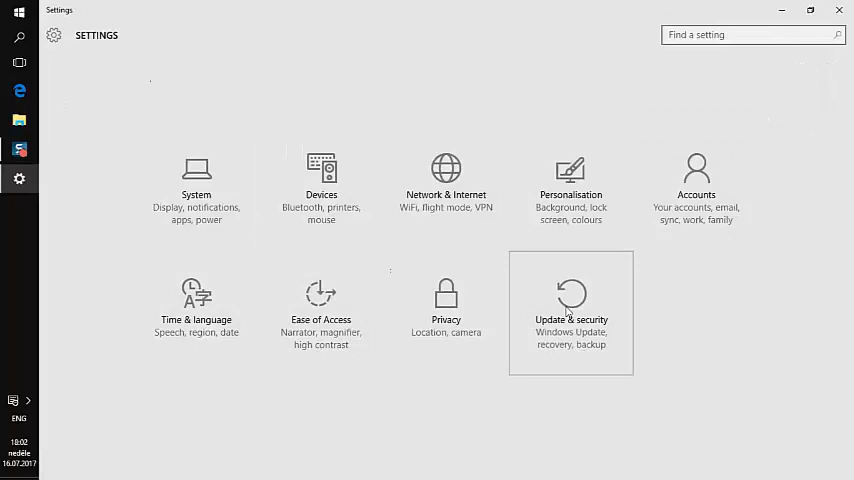 Settings
SETTINGS
Find a setting
System
Display, notifications,
apps, power
Devices
Bluetooth, printers,
mouse
Network & Internet
WiFi, flight mode, VPN
Personalisation
Background, lock
screen, colours
Accounts
Your accounts, email,
sync, work, family
Time & language
Speech, region, date
Ease of Access
Narrator, magnifier,
high contrast
Privacy
Location, camera
Update & security
Windows Update,
recovery, backup
ENG
18:02
neděle
16.07.2017